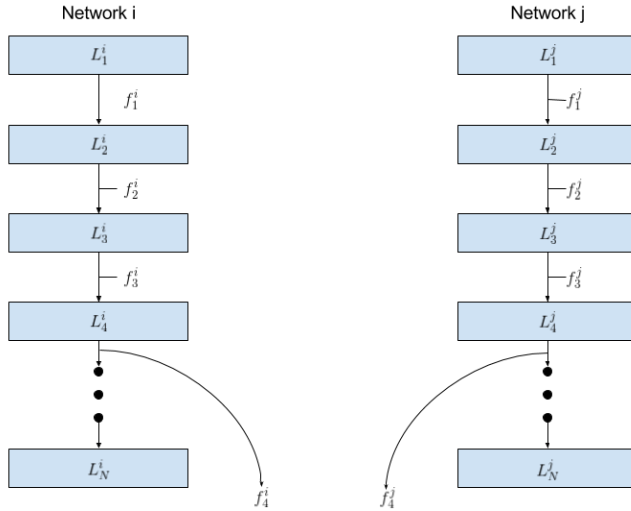 Network i
Network j
$L_1^i$
$L_1^j$
$f_1^i$
$f_1^j$
$L_2^i$
$L_2^j$
$f_2^i$
$f_2^j$
$L_3^i$
$L_3^j$
$f_3^i$
$f_3^j$
$L_4^i$
$L_4^j$
$L_N^i$
$L_N^j$
$f_4^i$
$f_4^j$